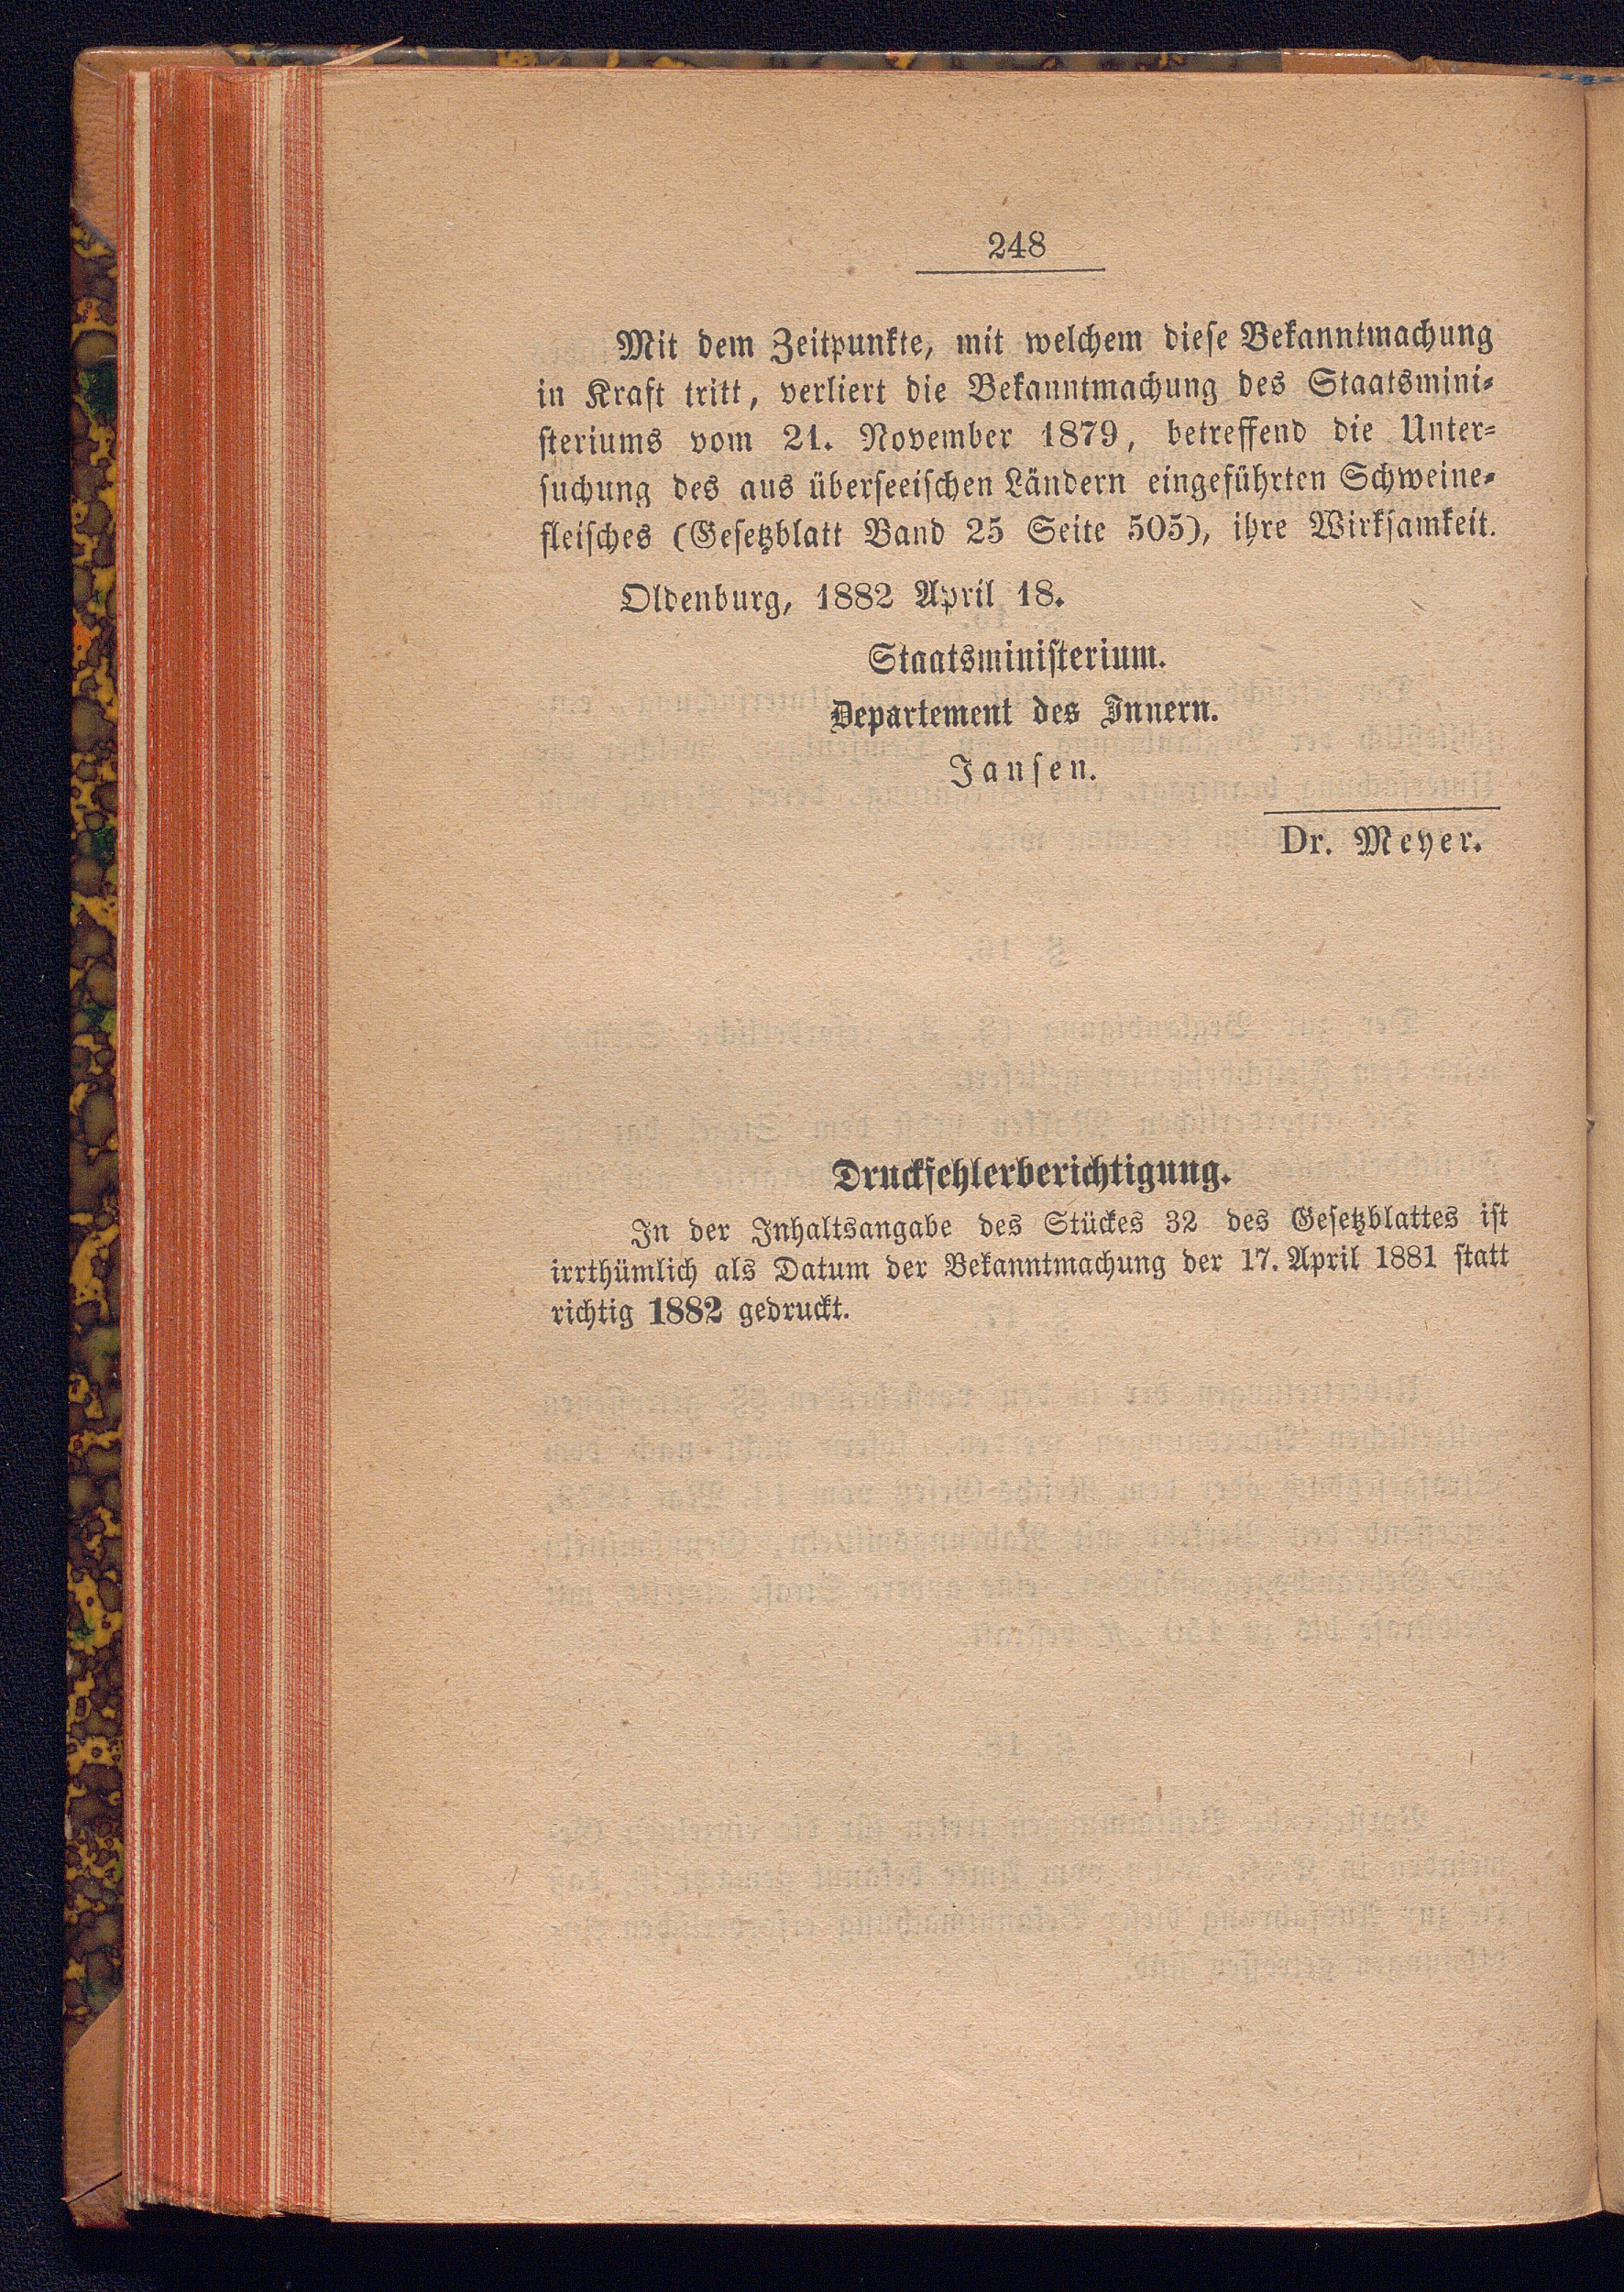 248
Mit dem Zeitpunkte, mit welchem diese Bekanntmachung
in Kraft tritt, verliert die Bekanntmachung des Staatsmini-
steriums vom 21. November 1879, betreffend die Unter-
suchung des aus überseeischen Ländern eingeführten Schweine-
fleisches (Gesetzblatt Band 25 Seite 505), ihre Wirksamkeit.
Oldenburg, 1882 April 18.
Staatsministerium.
Departement des Innern.
Jansen.
Dr. Meyer.
Druckfehlerberichtigung.
In der Inhaltsangabe des Stückes 32 des Gesetzblattes ist
irrthümlich als Datum der Bekanntmachung der 17. April 1881 statt
richtig 1882 gedruckt.